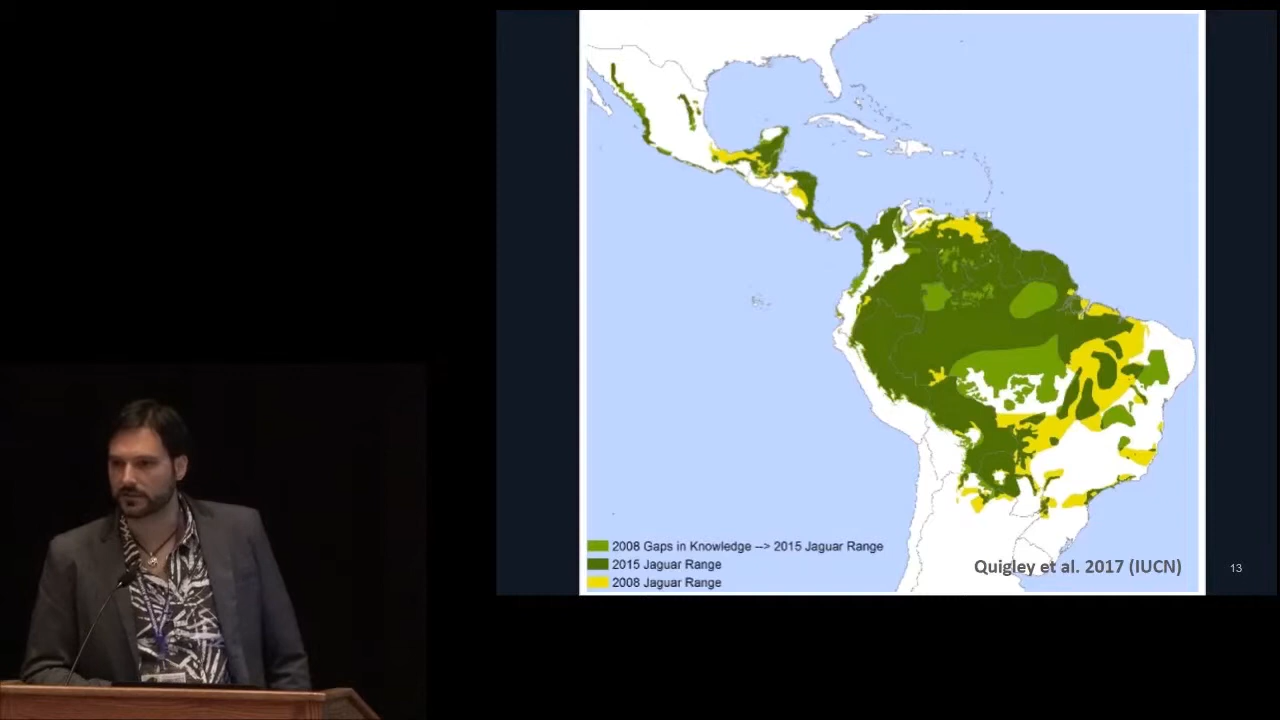 2008 Gaps in Knowledge --> 2015 Jaguar Range
2015 Jaguar Range
2008 Jaguar Range
Quigley et al. 2017 (IUCN)
13